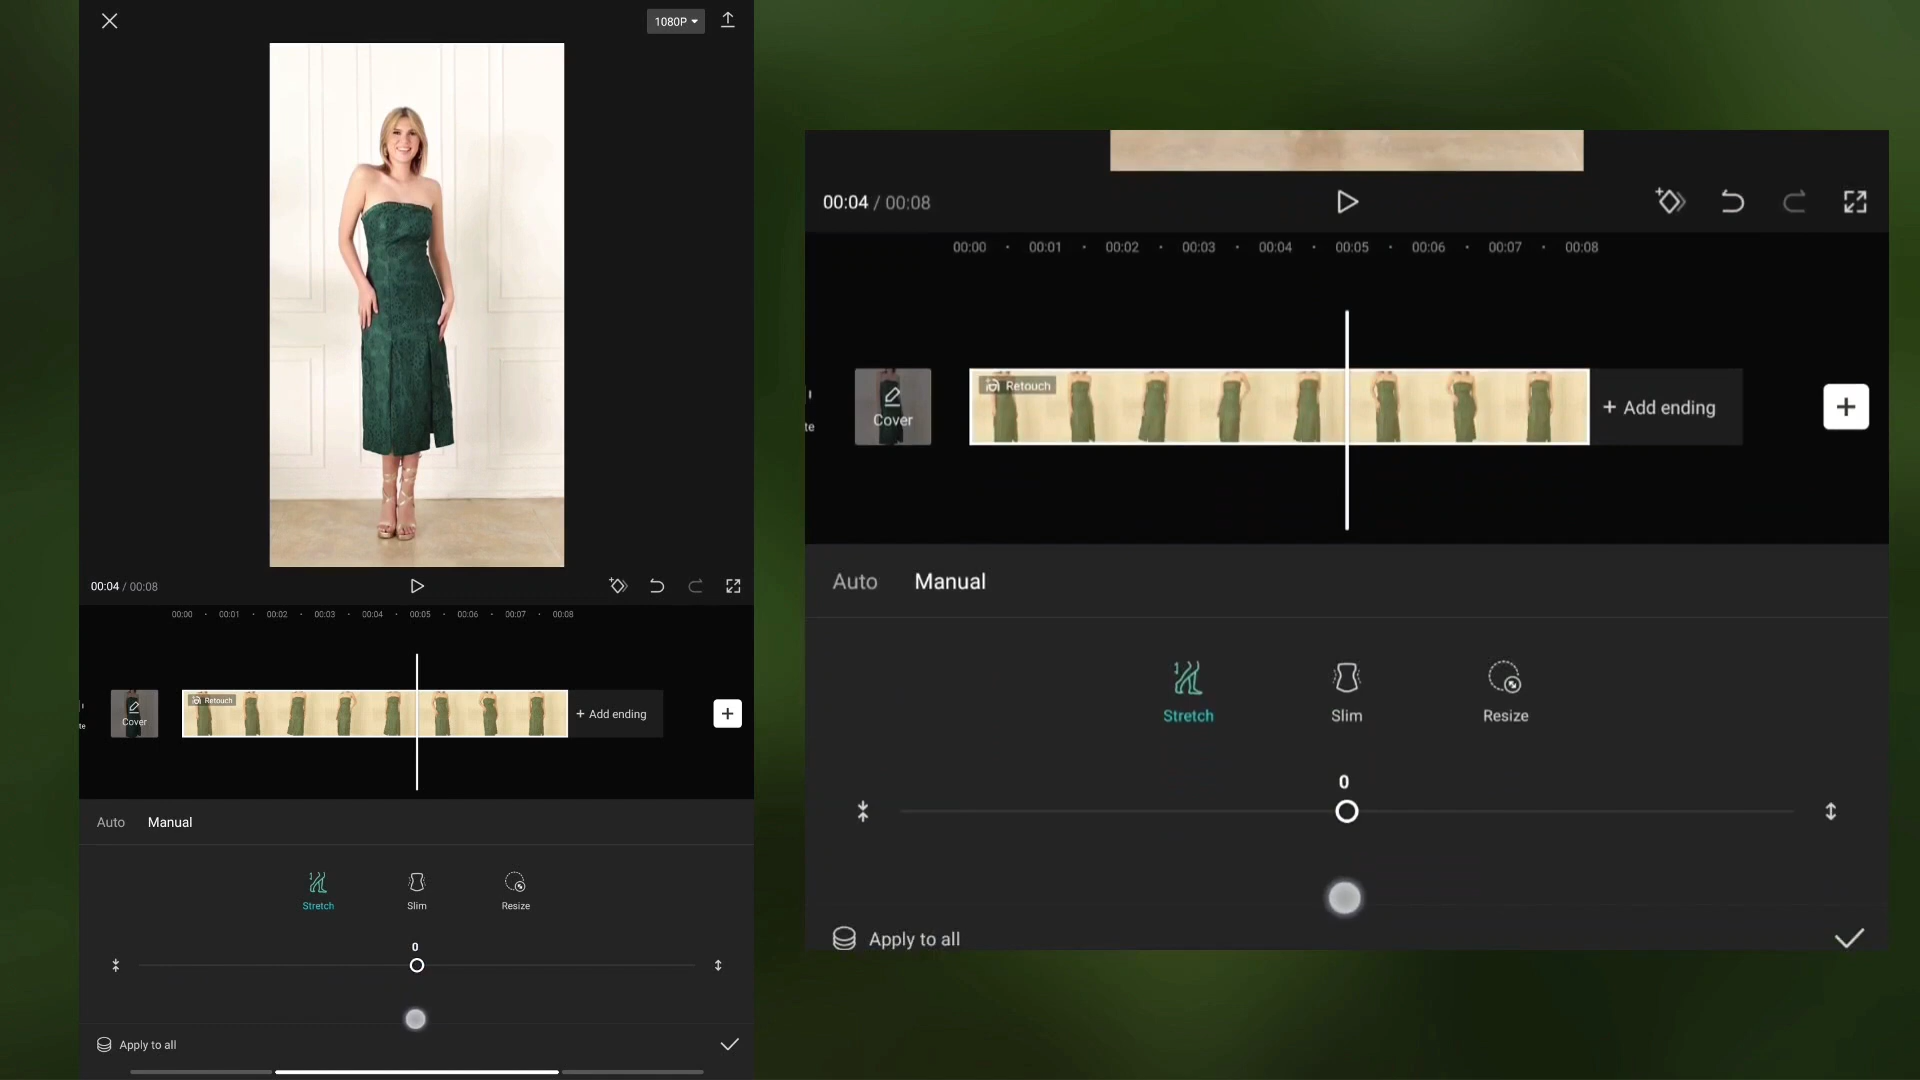 1080P
00:04 / 00:08
00:00 00:01 00:02 00:03 00:04 00:05 00:06 00:07 00:08
te
Cover
Retouch
+ Add ending
+
Auto Manual
Stretch Slim Resize
0
Apply to all
00:04 / 00:08
00:00 00:01 00:02 00:03 00:04 00:05 00:06 00:07 00:08
te
Cover
Retouch
+ Add ending
+
Auto Manual
Stretch Slim Resize
0
Apply to all